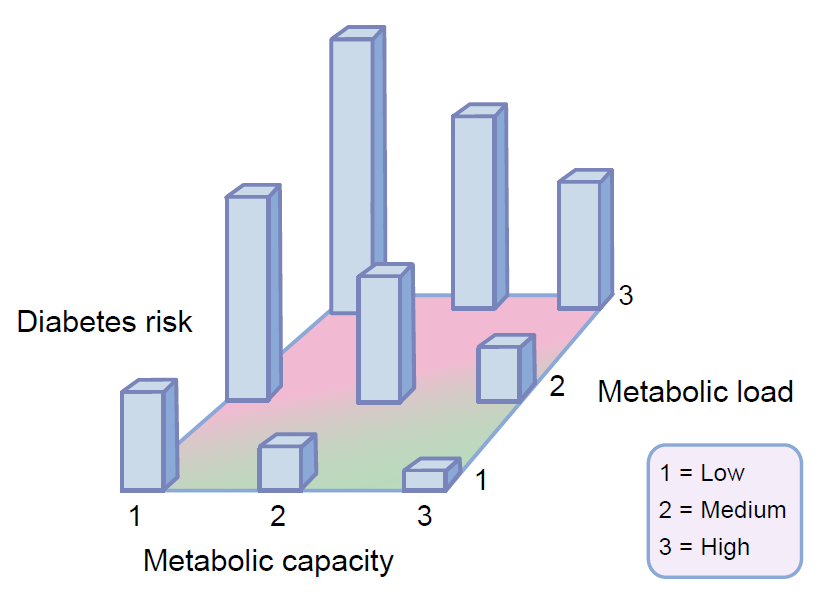 Diabetes risk
3
2
Metabolic load
1
1 2 3
Metabolic capacity
1 = Low
2 = Medium
3 = High